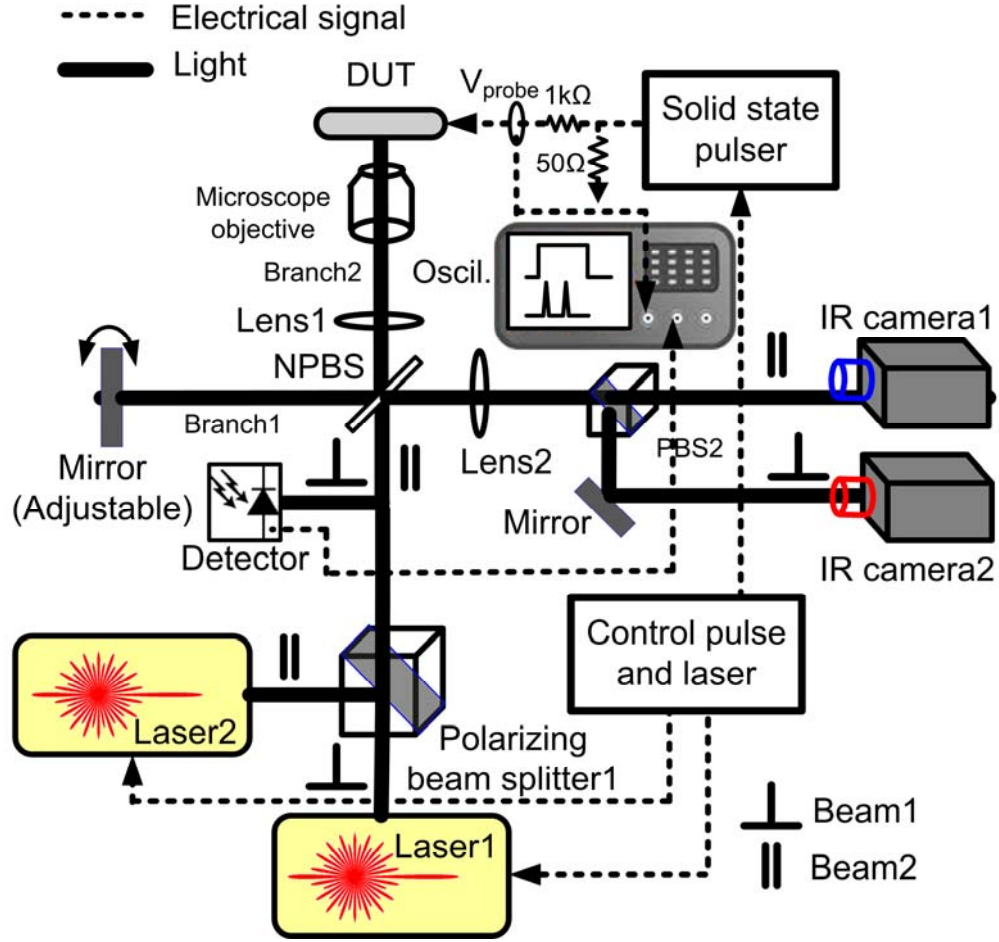 Electrical signal
Light
DUT
V probe
1kΩ
50Ω
Solid state
pulser
Microscope
objective
Branch2
Oscil.
Lens1
IR camera1
NPBS
Branch1
Lens2
PBS2
Mirror
(Adjustable)
Mirror
Detector
IR camera2
Control pulse
and laser
Laser2
Polarizing
beam splitter1
Laser1
Beam1
Beam2